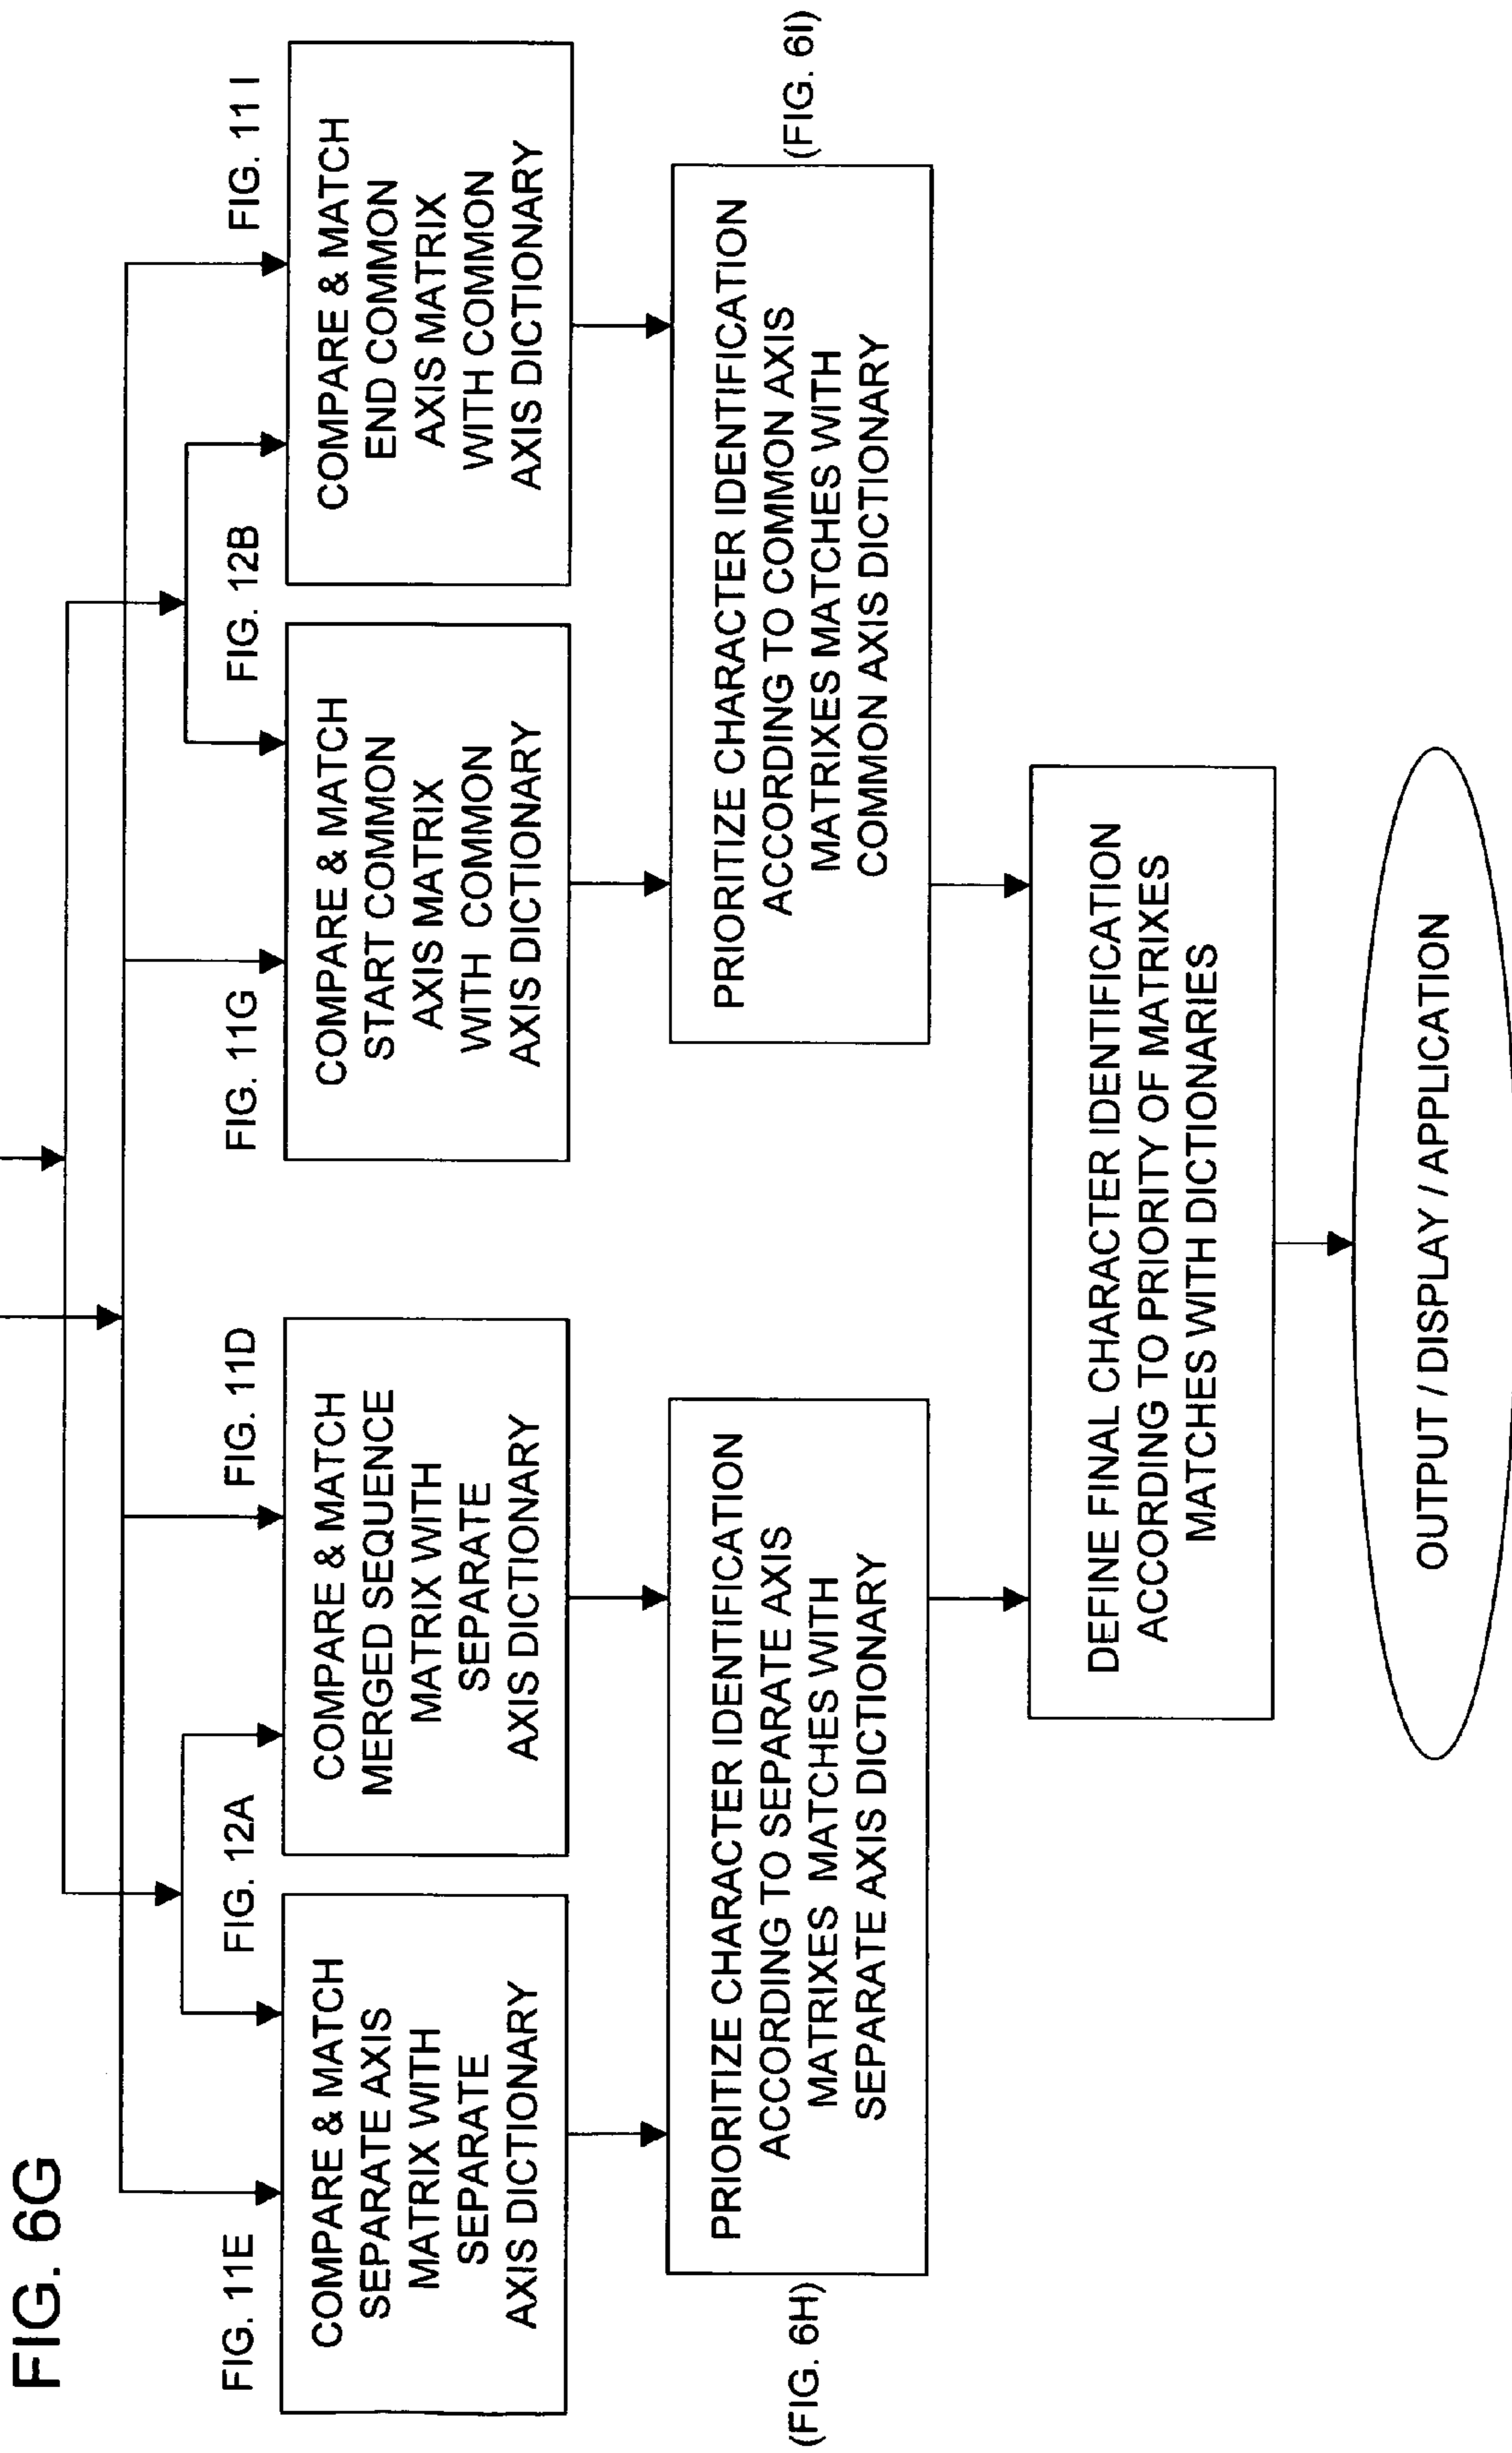 FIG. 6G
FIG. 11E
FIG. 12A
FIG. 11D
FIG. 11G
FIG. 12B
FIG. 11 I
COMPARE & MATCH
SEPARATE AXIS
MATRIX WITH
SEPARATE
AXIS DICTIONARY
COMPARE & MATCH
MERGED SEQUENCE
MATRIX WITH
SEPARATE
AXIS DICTIONARY
COMPARE & MATCH
START COMMON
AXIS MATRIX
WITH COMMON
AXIS DICTIONARY
COMPARE & MATCH
END COMMON
AXIS MATRIX
WITH COMMON
AXIS DICTIONARY
(FIG. 6H)
PRIORITIZE CHARACTER IDENTIFICATION
ACCORDING TO SEPARATE AXIS
MATRIXES MATCHES WITH
SEPARATE AXIS DICTIONARY
PRIORITIZE CHARACTER IDENTIFICATION
ACCORDING TO COMMON AXIS
MATRIXES MATCHES WITH
COMMON AXIS DICTIONARY
(FIG. 6I)
DEFINE FINAL CHARACTER IDENTIFICATION
ACCORDING TO PRIORITY OF MATRIXES
MATCHES WITH DICTIONARIES
OUTPUT / DISPLAY / APPLICATION